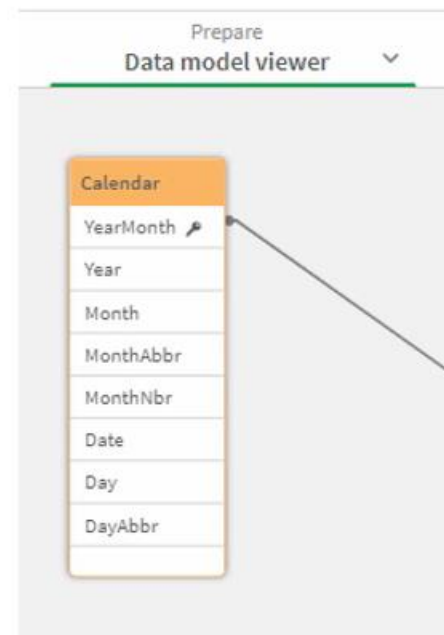 Prepare
Data model viewer
Calendar
YearMonth
Year
Month
MonthAbbr
MonthNbr
Date
Day
DayAbbr